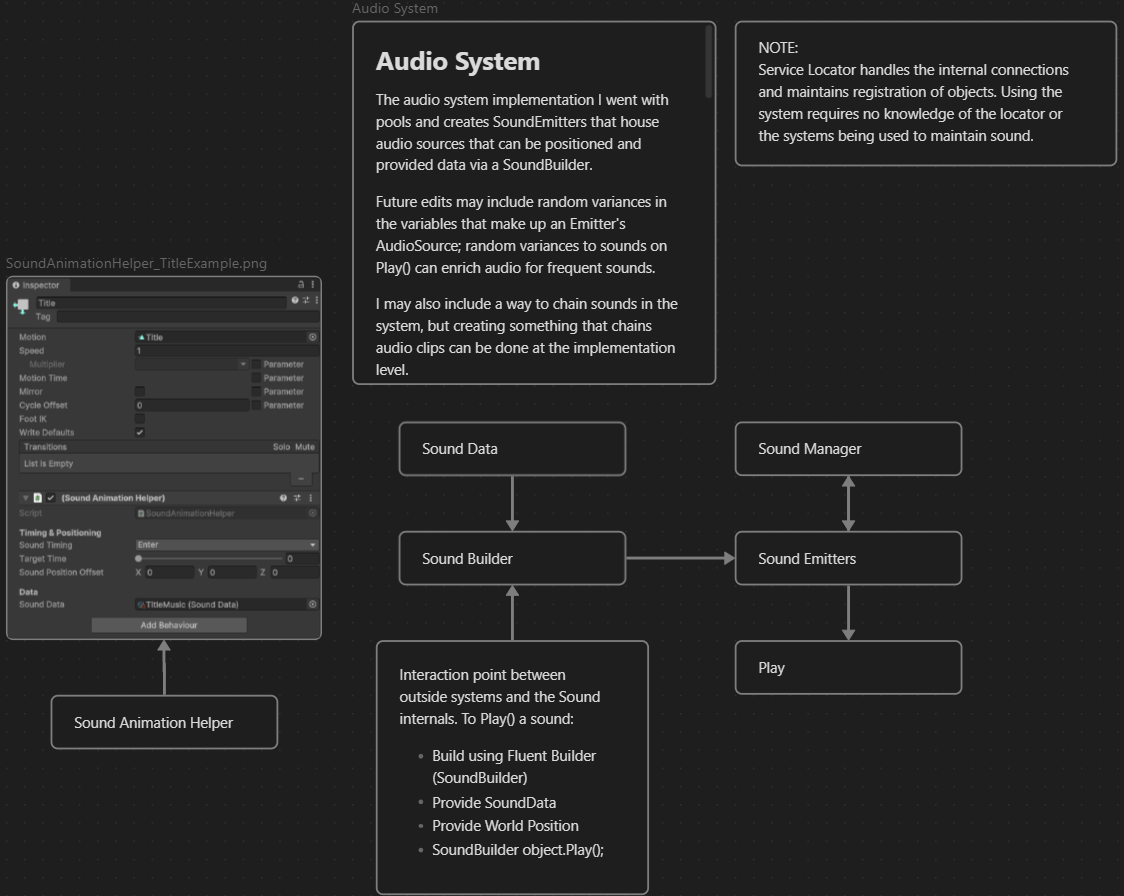 Audio System
Audio System
The audio system implementation I went with
pools and creates SoundEmitters that house
audio sources that can be positioned and
provided data via a SoundBuilder.
Future edits may include random variances in
the variables that make up an Emitter's
AudioSource; random variances to sounds on
Play() can enrich audio for frequent sounds.
I may also include a way to chain sounds in the
system, but creating something that chains
audio clips can be done at the implementation
level.
NOTE:
Service Locator handles the internal connections
and maintains registration of objects. Using the
system requires no knowledge of the locator or
the systems being used to maintain sound.
SoundAnimationHelper_TitleExample.png
Inspector
Title
Tag
Motion Title
Speed 1
Multiplier Parameter
Motion Time Parameter
Mirror Parameter
Cycle Offset 0 Parameter
Foot IK
Write Defaults
Transitions Solo Mute
List is Empty
(Sound Animation Helper)
Script SoundAnimationHelper
Timing & Positioning
Sound Timing Enter
Target Time 0
Sound Position Offset X 0 Y 0 Z 0
Data
Sound Data TitleMusic (Sound Data)
Add Behaviour
Sound Animation Helper
Sound Data
Sound Manager
Sound Builder
Sound Emitters
Play
Interaction point between
outside systems and the Sound
internals. To Play() a sound:
• Build using Fluent Builder
(SoundBuilder)
• Provide SoundData
• Provide World Position
• SoundBuilder object.Play();